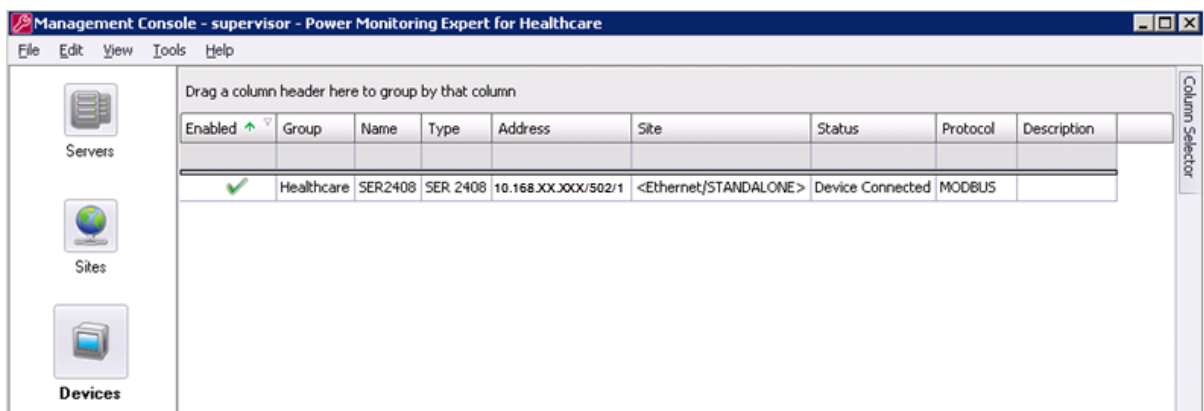 Management Console - supervisor - Power Monitoring Expert for Healthcare
File Edit View Tools Help
Servers
Sites
Devices
Drag a column header here to group by that column
Enabled Group Name Type Address Site Status Protocol Description
Healthcare SER2408 SER 2408 10.168.XX.XXX/502/1 <Ethernet/STANDALONE> Device Connected MODBUS
Column Selector